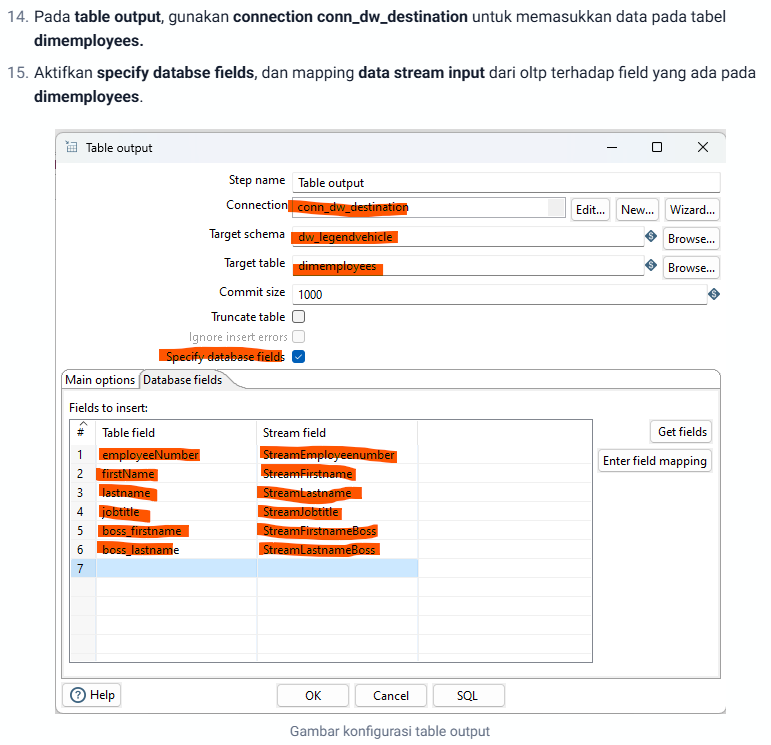 14. Pada table output, gunakan connection conn_dw_destination untuk memasukkan data pada tabel
dimemployees.
15. Aktifkan specify databse fields, dan mapping data stream input dari oltp terhadap field yang ada pada
dimemployees.
Table output
Step name Table output
Connection conn_dw_destination Edit... New... Wizard...
Target schema dw_legendvehicle Browse...
Target table dimemployees Browse...
Commit size 1000
Truncate table
Ignore insert errors
Specify database fields
Main options Database fields
Fields to insert:
# Table field Stream field
1 employeeNumber StreamEmployeenumber
2 firstName StreamFirstname
3 lastname StreamLastname
4 jobtitle StreamJobtitle
5 boss_firstname StreamFirstnameBoss
6 boss_lastname StreamLastnameBoss
7
Get fields
Enter field mapping
Help OK Cancel SQL
Gambar konfigurasi table output